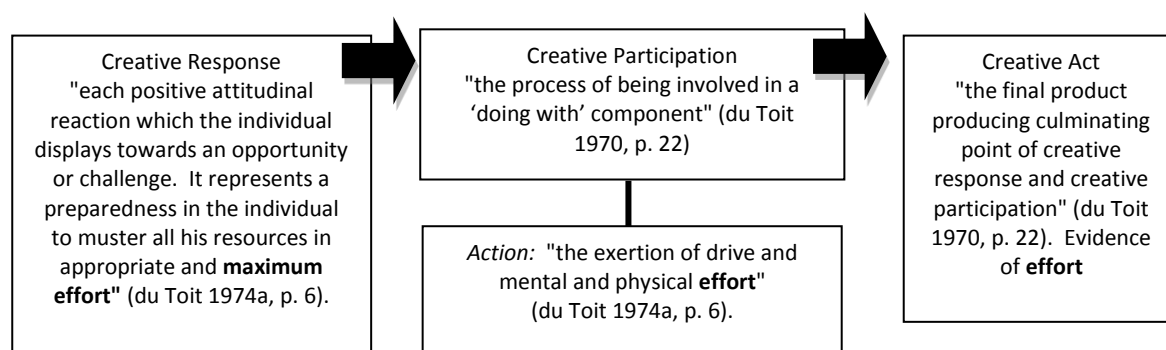 Creative Response
"each positive attitudinal
reaction which the individual
displays towards an opportunity
or challenge. It represents a
preparedness in the individual
to muster all his resources in
appropriate and maximum
effort" (du Toit 1974a, p. 6).
Creative Participation
"the process of being involved in a
‘doing with’ component" (du Toit
1970, p. 22)
Action: "the exertion of drive and
mental and physical effort"
(du Toit 1974a, p. 6).
Creative Act
"the final product
producing culminating
point of creative
response and creative
participation" (du Toit
1970, p. 22). Evidence
of effort